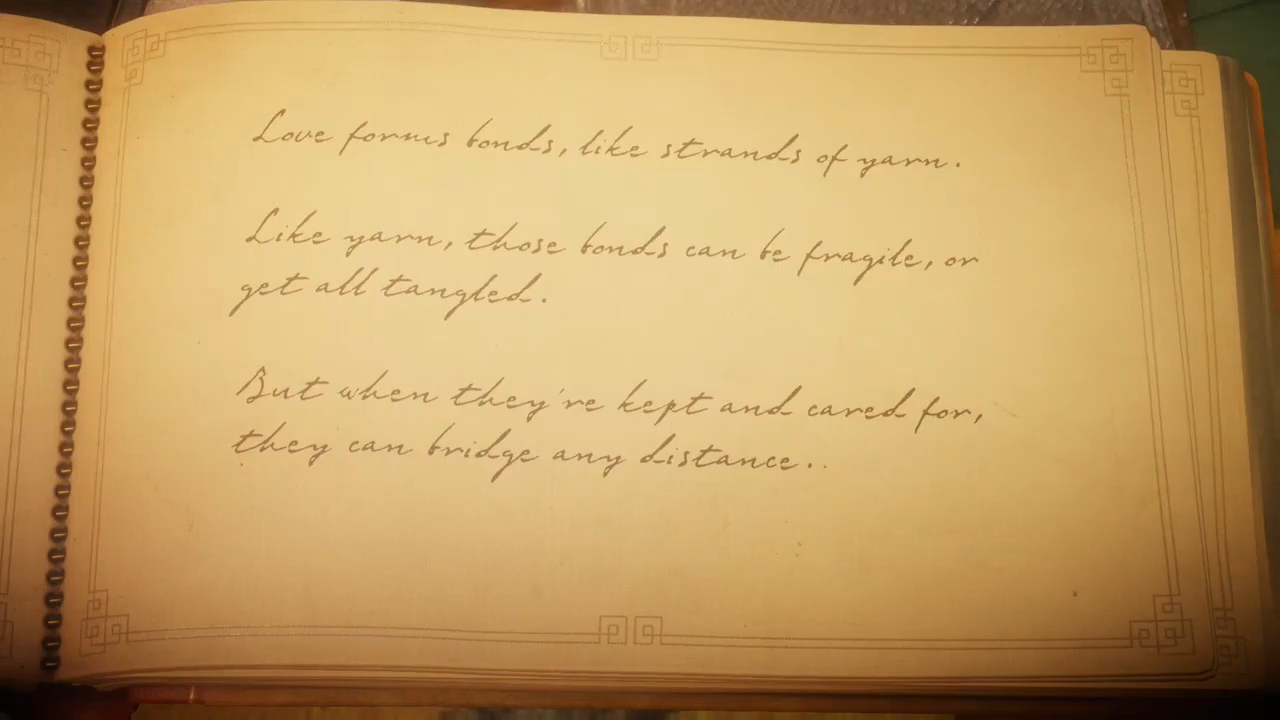 Love forms bonds, like strands of yarn.
Like yarn, those bonds can be fragile, or
get all tangled.
But when they're kept and cared for,
they can bridge any distance..